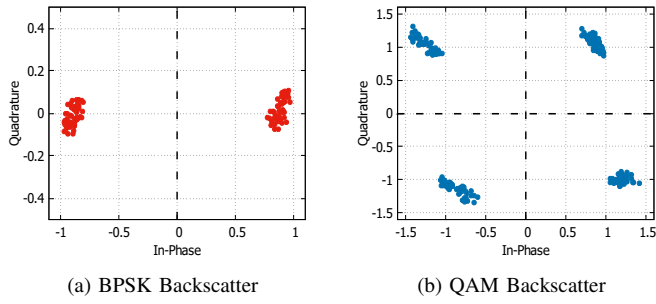 0.4
0.2
0
-0.2
-0.4
Quadrature
-1 -0.5 0 0.5 1
In-Phase
(a) BPSK Backscatter
1.5
1
0.5
0
-0.5
-1
-1.5
Quadrature
-1.5 -1 -0.5 0 0.5 1 1.5
In-Phase
(b) QAM Backscatter